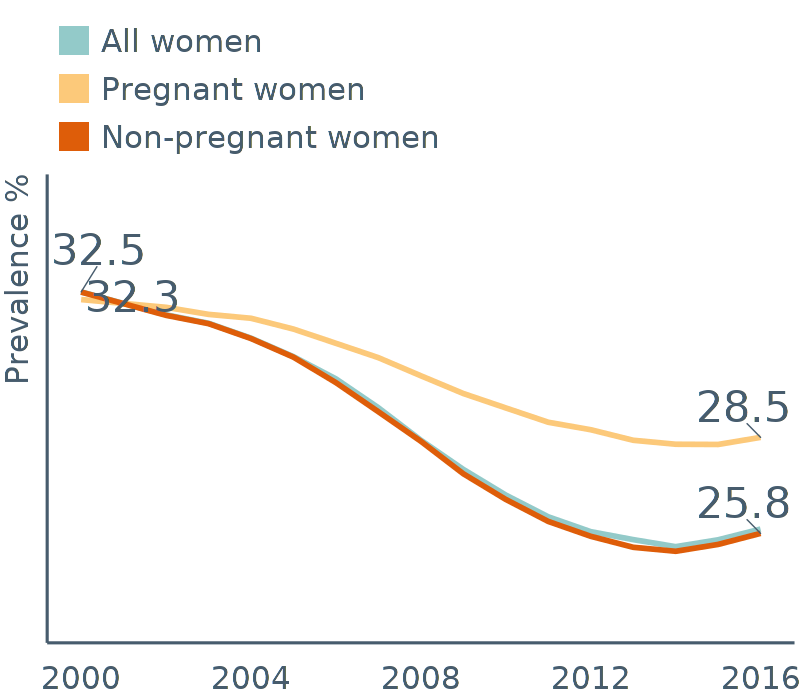 All women
Pregnant women
Non-pregnant women
Prevalence %
32.5
32.3
28.5
25.8
2000 2004 2008 2012 2016